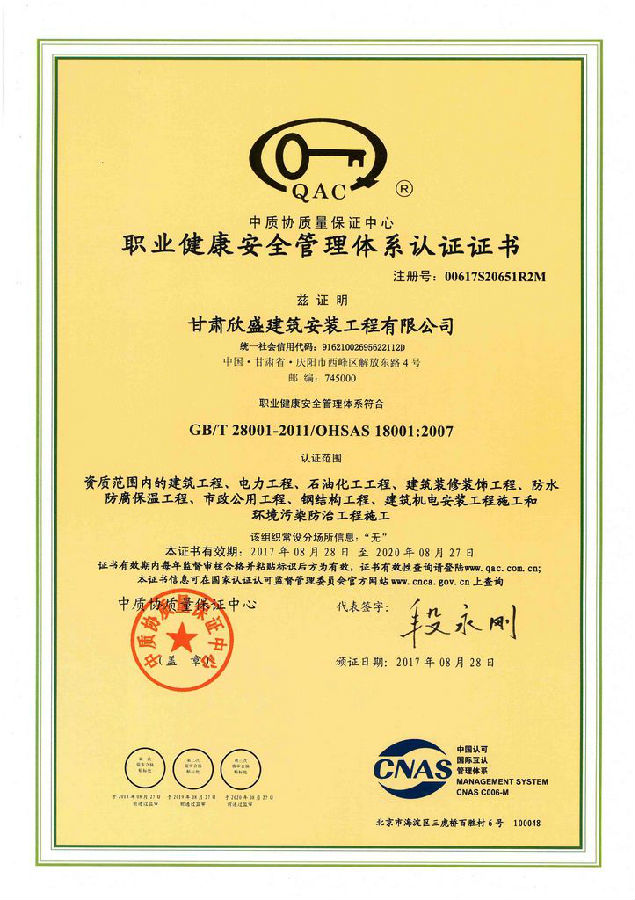 QAC
®
中质协质量保证中心
职业健康安全管理体系认证证书
注册号：00617S20651R2M
兹证明
甘肃欣盛建筑安装工程有限公司
统一社会信用代码：91621002695622112D
中国·甘肃省·庆阳市西峰区解放东路4号
邮编：745000
职业健康安全管理体系符合
GB/T 28001-2011/OHSAS 18001:2007
认证范围
资质范围内的建筑工程、电力工程、石油化工工程、建筑装修装饰工程、防水
防腐保温工程、市政公用工程、钢结构工程、建筑机电安装工程施工和
环境污染防治工程施工
该组织常设分场所信息：“无”
本证书有效期：2017年08月28日至2020年08月27日
证书有效期内每年监督审核合格并粘贴标识后方为有效，证书有效性查询请登陆www.qac.com.cn;
本证书信息可在国家认证认可监督管理委员会官方网站www.cnca.gov.cn上查询
中质协质量保证中心
代表签字：
段永刚
中质协质量保证中心
(盖 章)
颁证日期：2017年08月28日
中国认可
国际互认
管理体系
CNAS
MANAGEMENT SYSTEM
CNAS C006-M
北京市海淀区三虎桥百胜村6号 100048